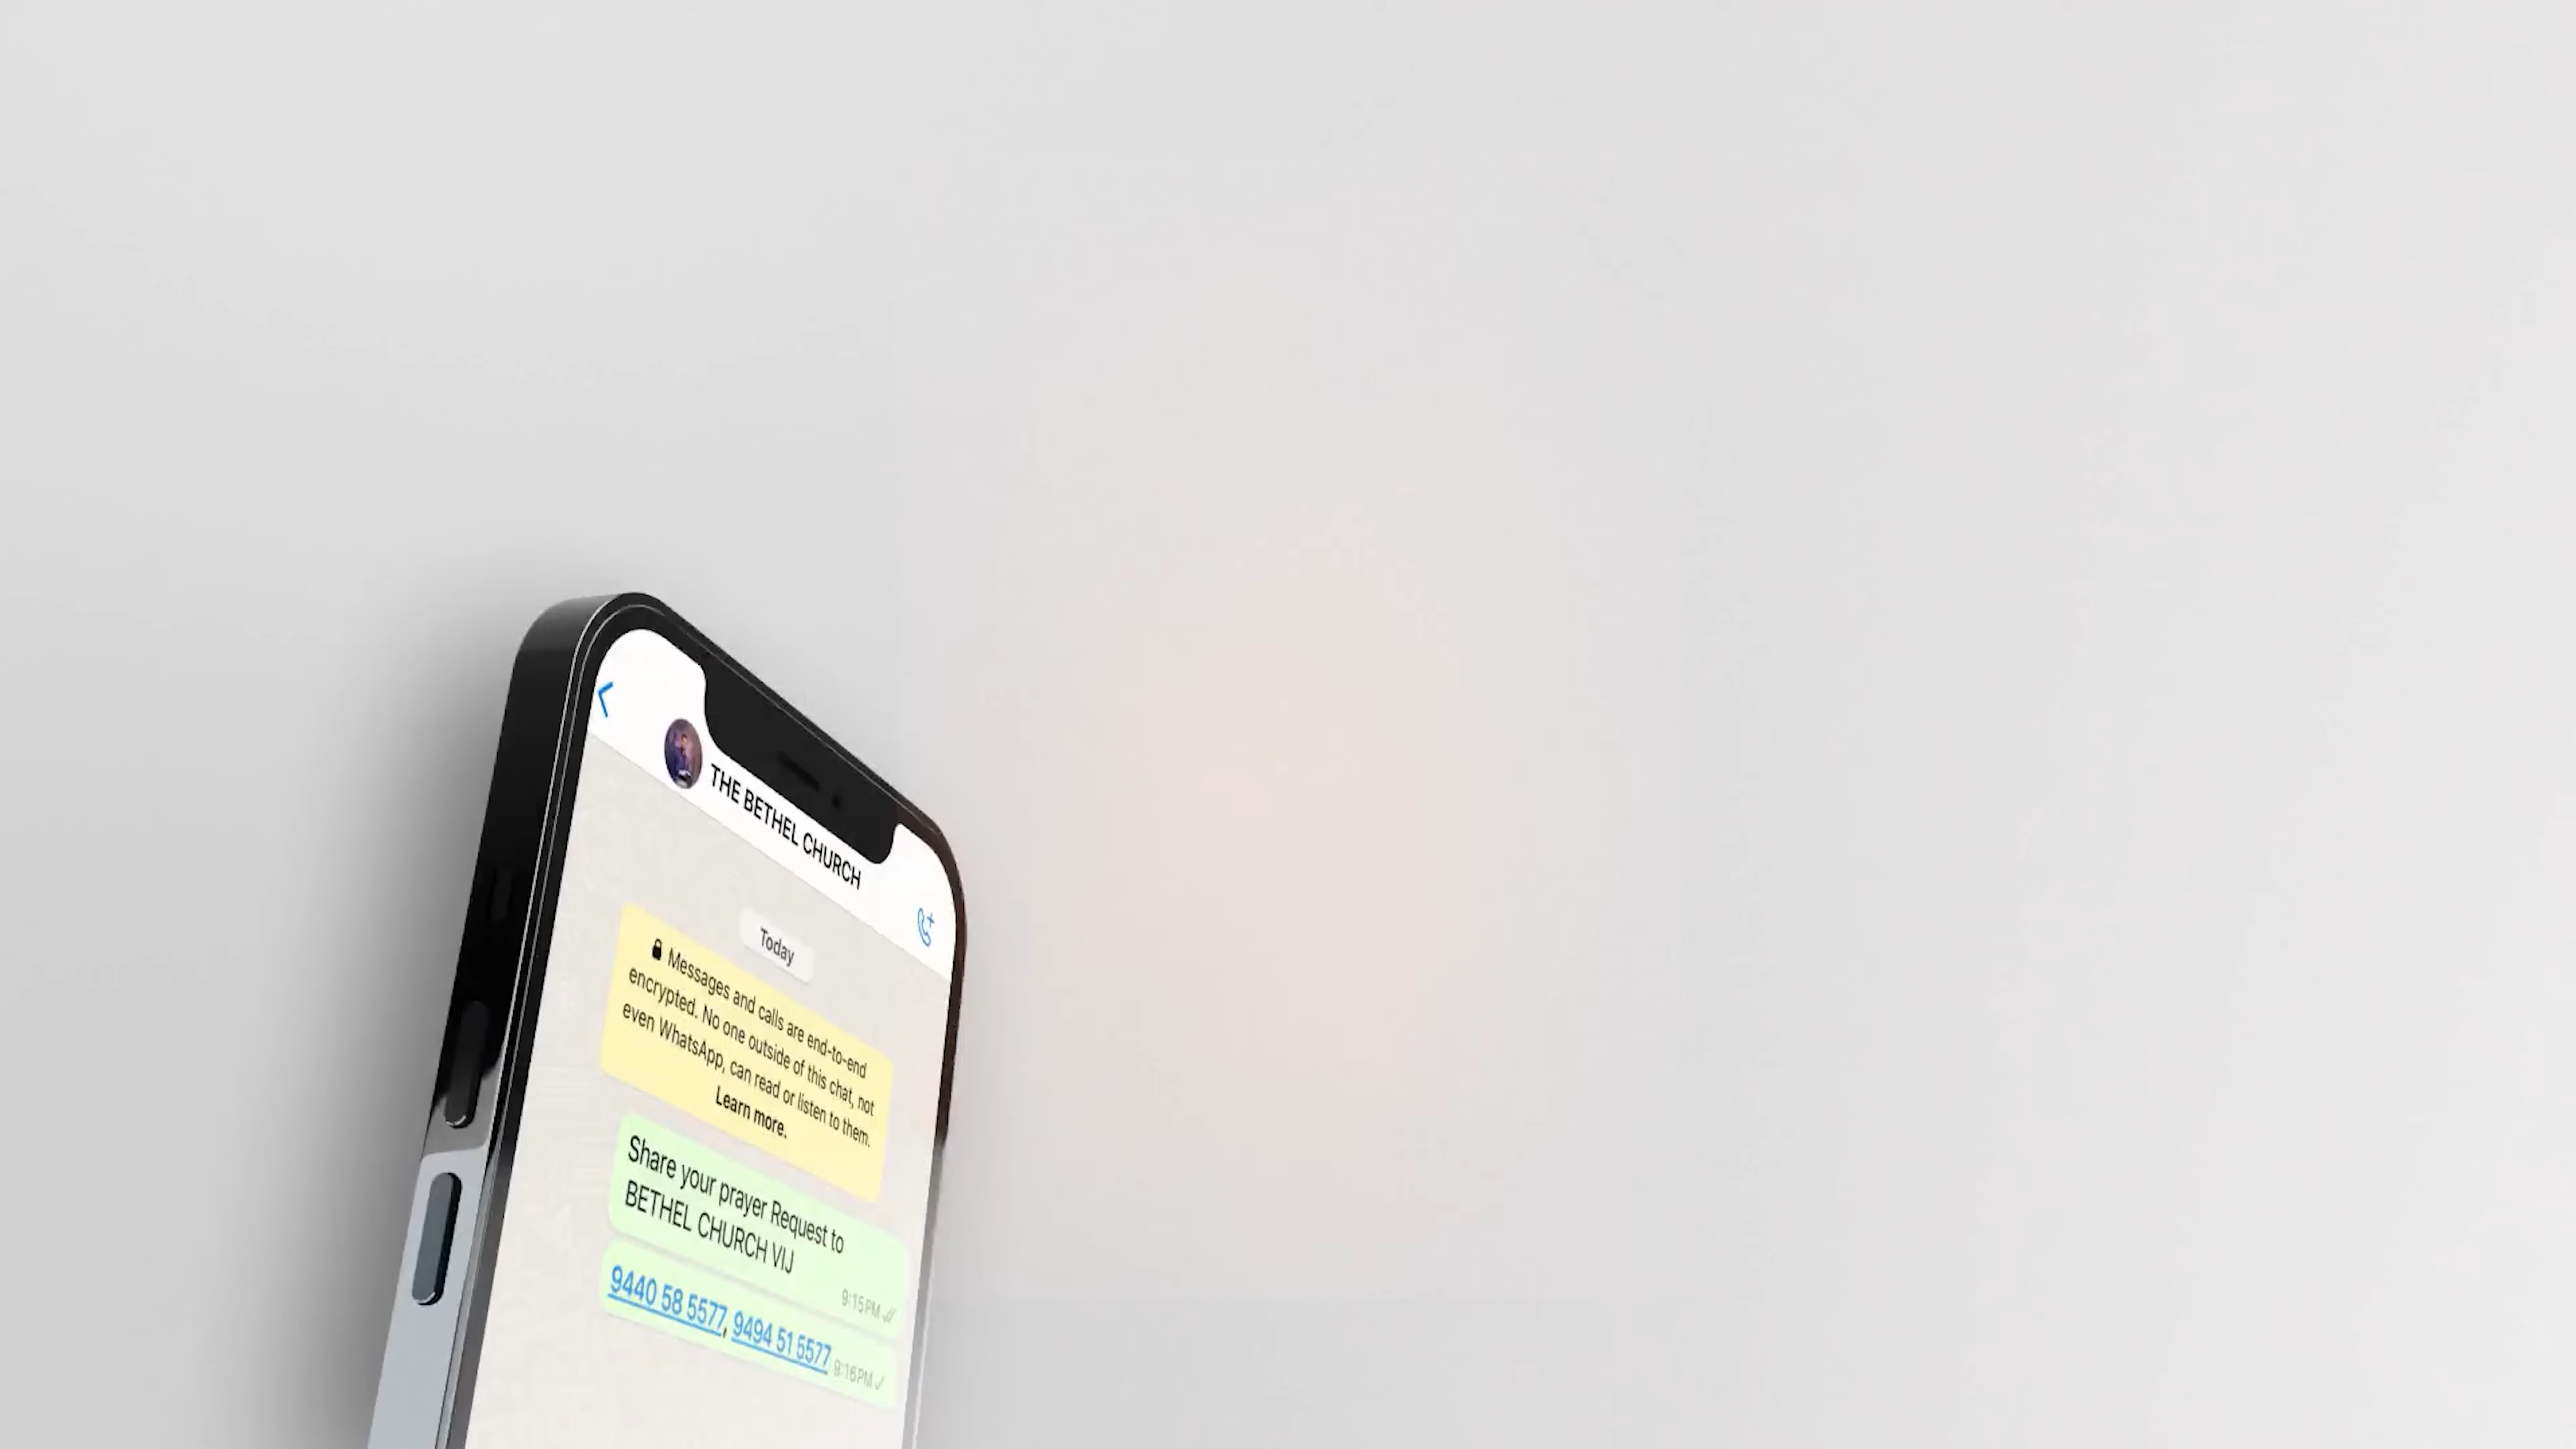 THE BETHEL CHURCH
Today
Messages and calls are end-to-end
encrypted. No one outside of this chat, not
even WhatsApp, can read or listen to them.
Learn more.
Share your prayer Request to
BETHEL CHURCH VIJ
9:15 PM
9440 58 5577, 9494 51 5577
9:16 PM